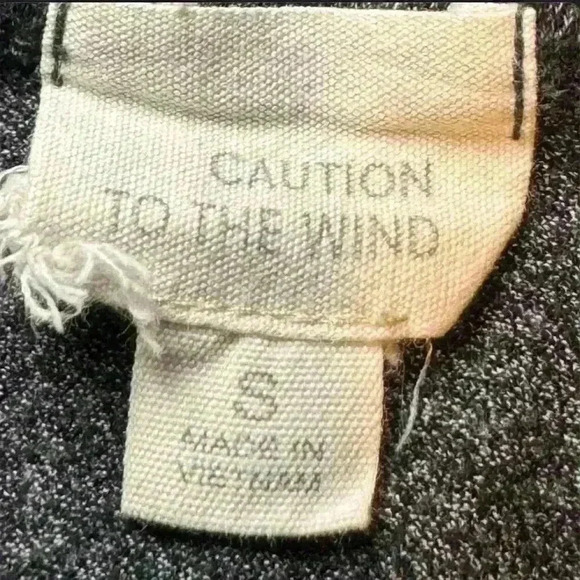 CAUTION
TO THE WIND
S
MADE IN
VIETNAM